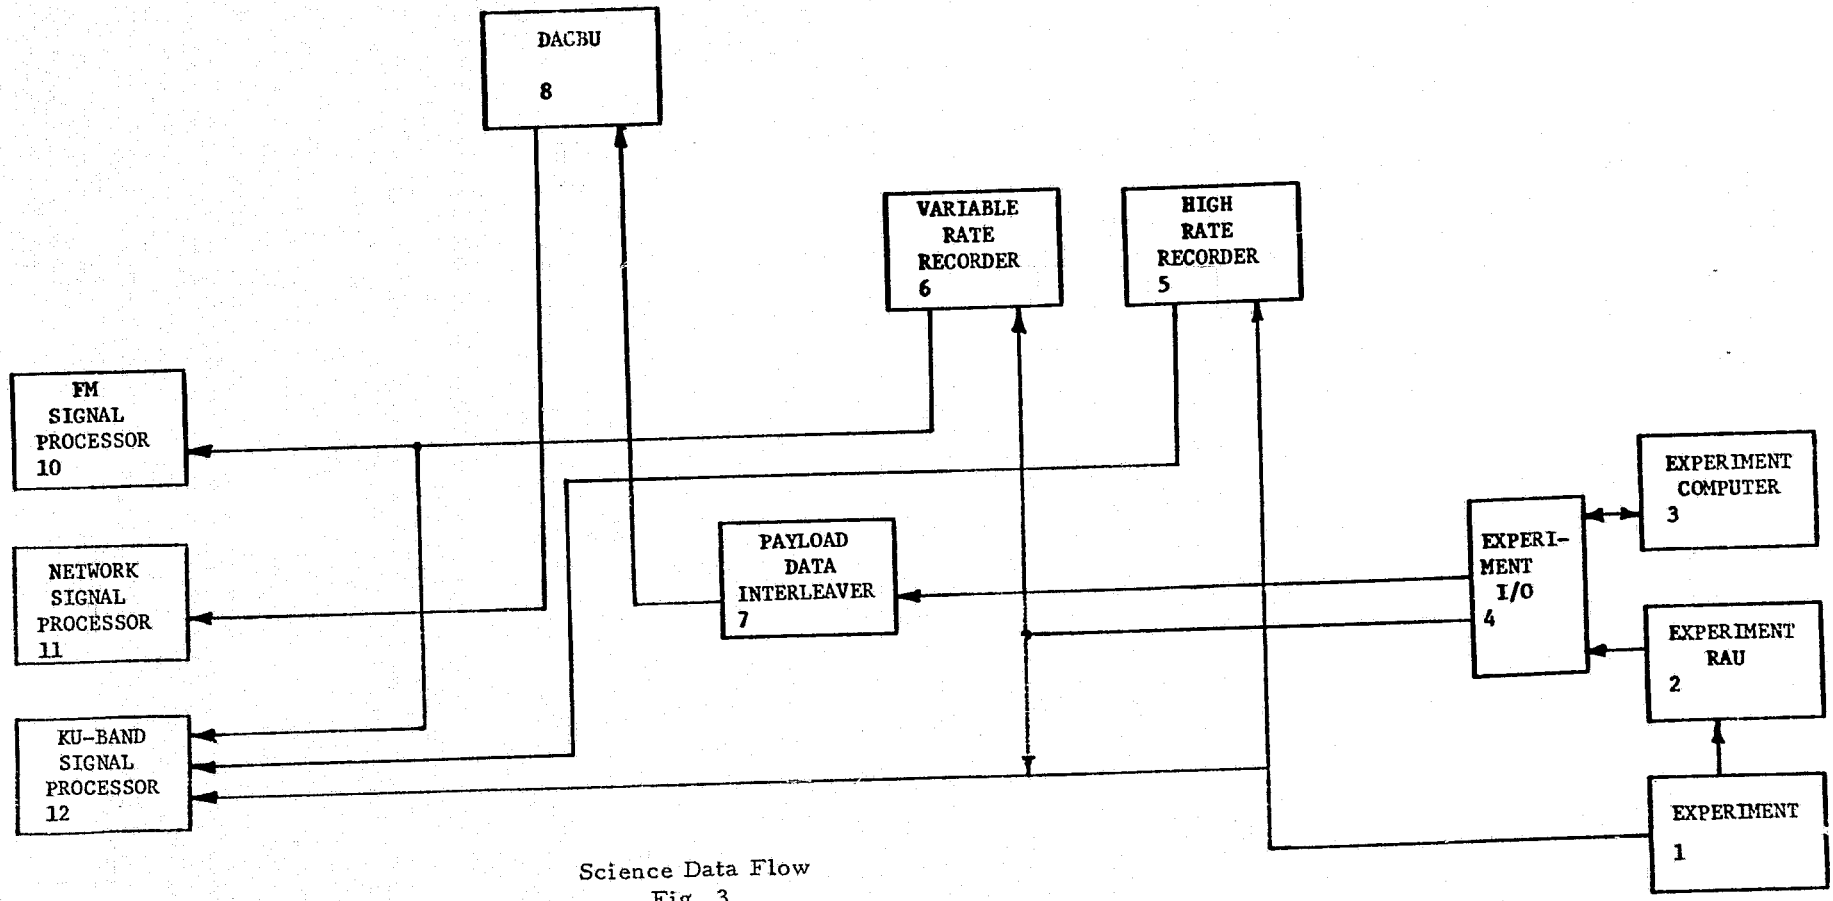 DACBU
8
VARIABLE
RATE
RECORDER
6
HIGH
RATE
RECORDER
5
FM
SIGNAL
PROCESSOR
10
EXPERIMENT
COMPUTER
3
EXPERI-
MENT
I/O
4
PAYLOAD
DATA
INTERLEAVER
7
NETWORK
SIGNAL
PROCESSOR
11
EXPERIMENT
RAU
2
KU-BAND
SIGNAL
PROCESSOR
12
EXPERIMENT
1
Science Data Flow
Fig. 3